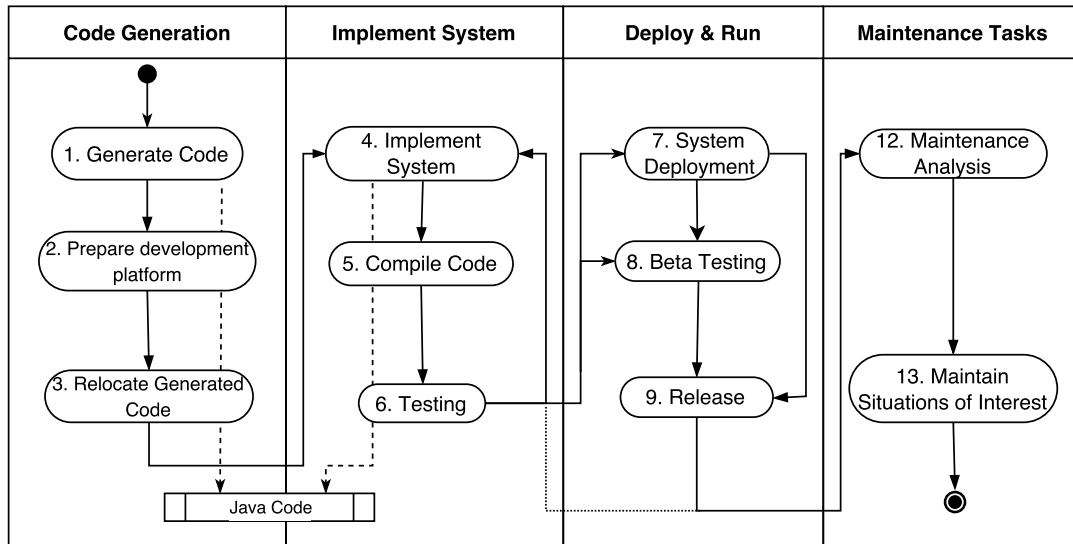 Code Generation
Implement System
Deploy & Run
Maintenance Tasks
1. Generate Code
2. Prepare development
platform
3. Relocate Generated
Code
4. Implement
System
5. Compile Code
6. Testing
7. System
Deployment
8. Beta Testing
9. Release
12. Maintenance
Analysis
13. Maintain
Situations of Interest
Java Code